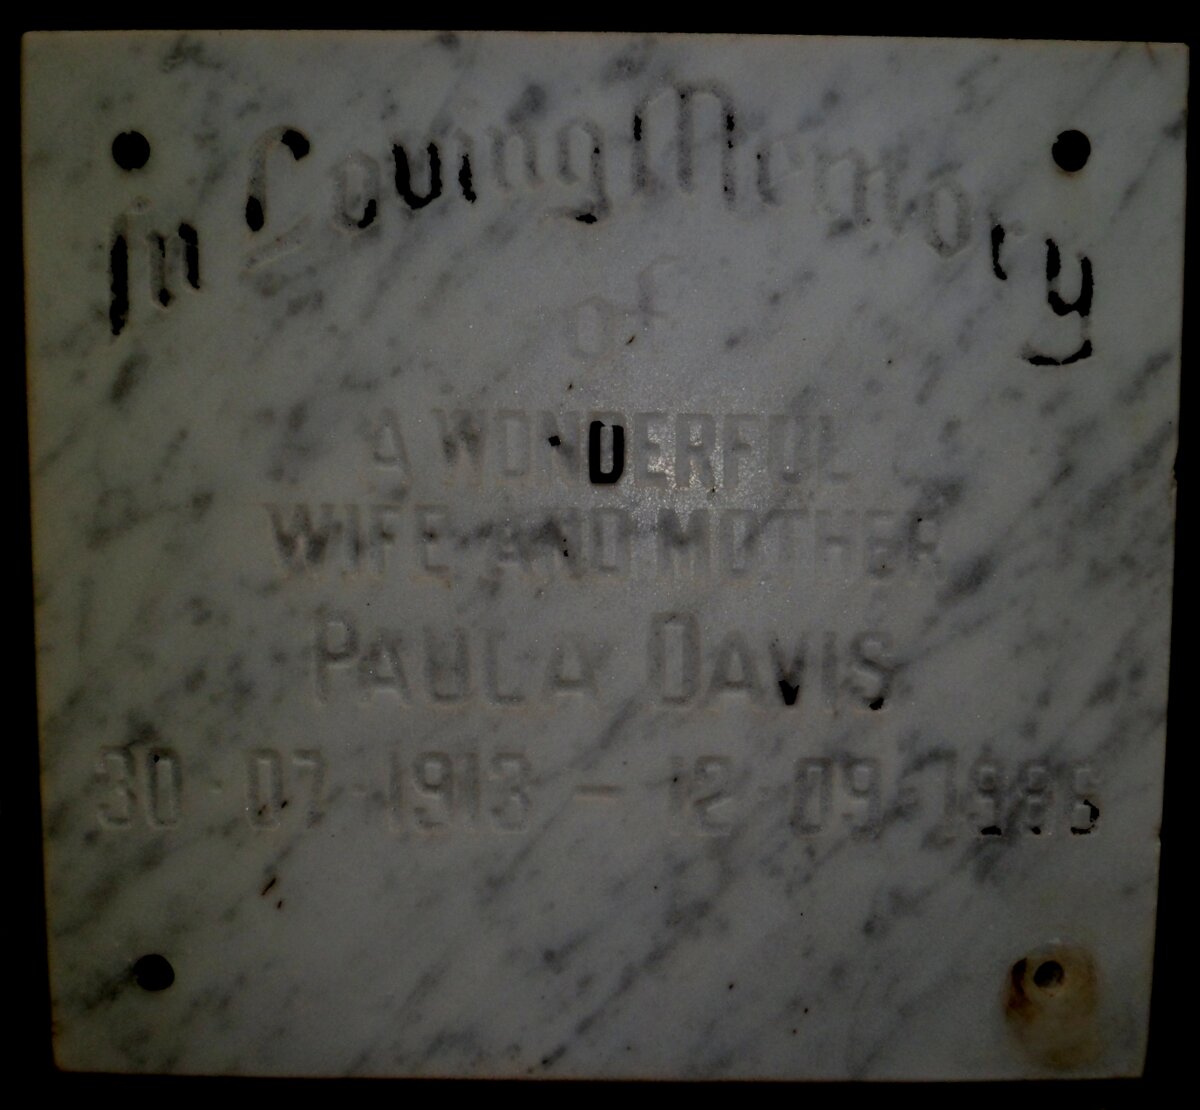 In Loving Memory
of
A WONDERFUL
WIFE AND MOTHER
PAULA DAVIS
30 · 07 · 1913 — 12 · 09 · 1986